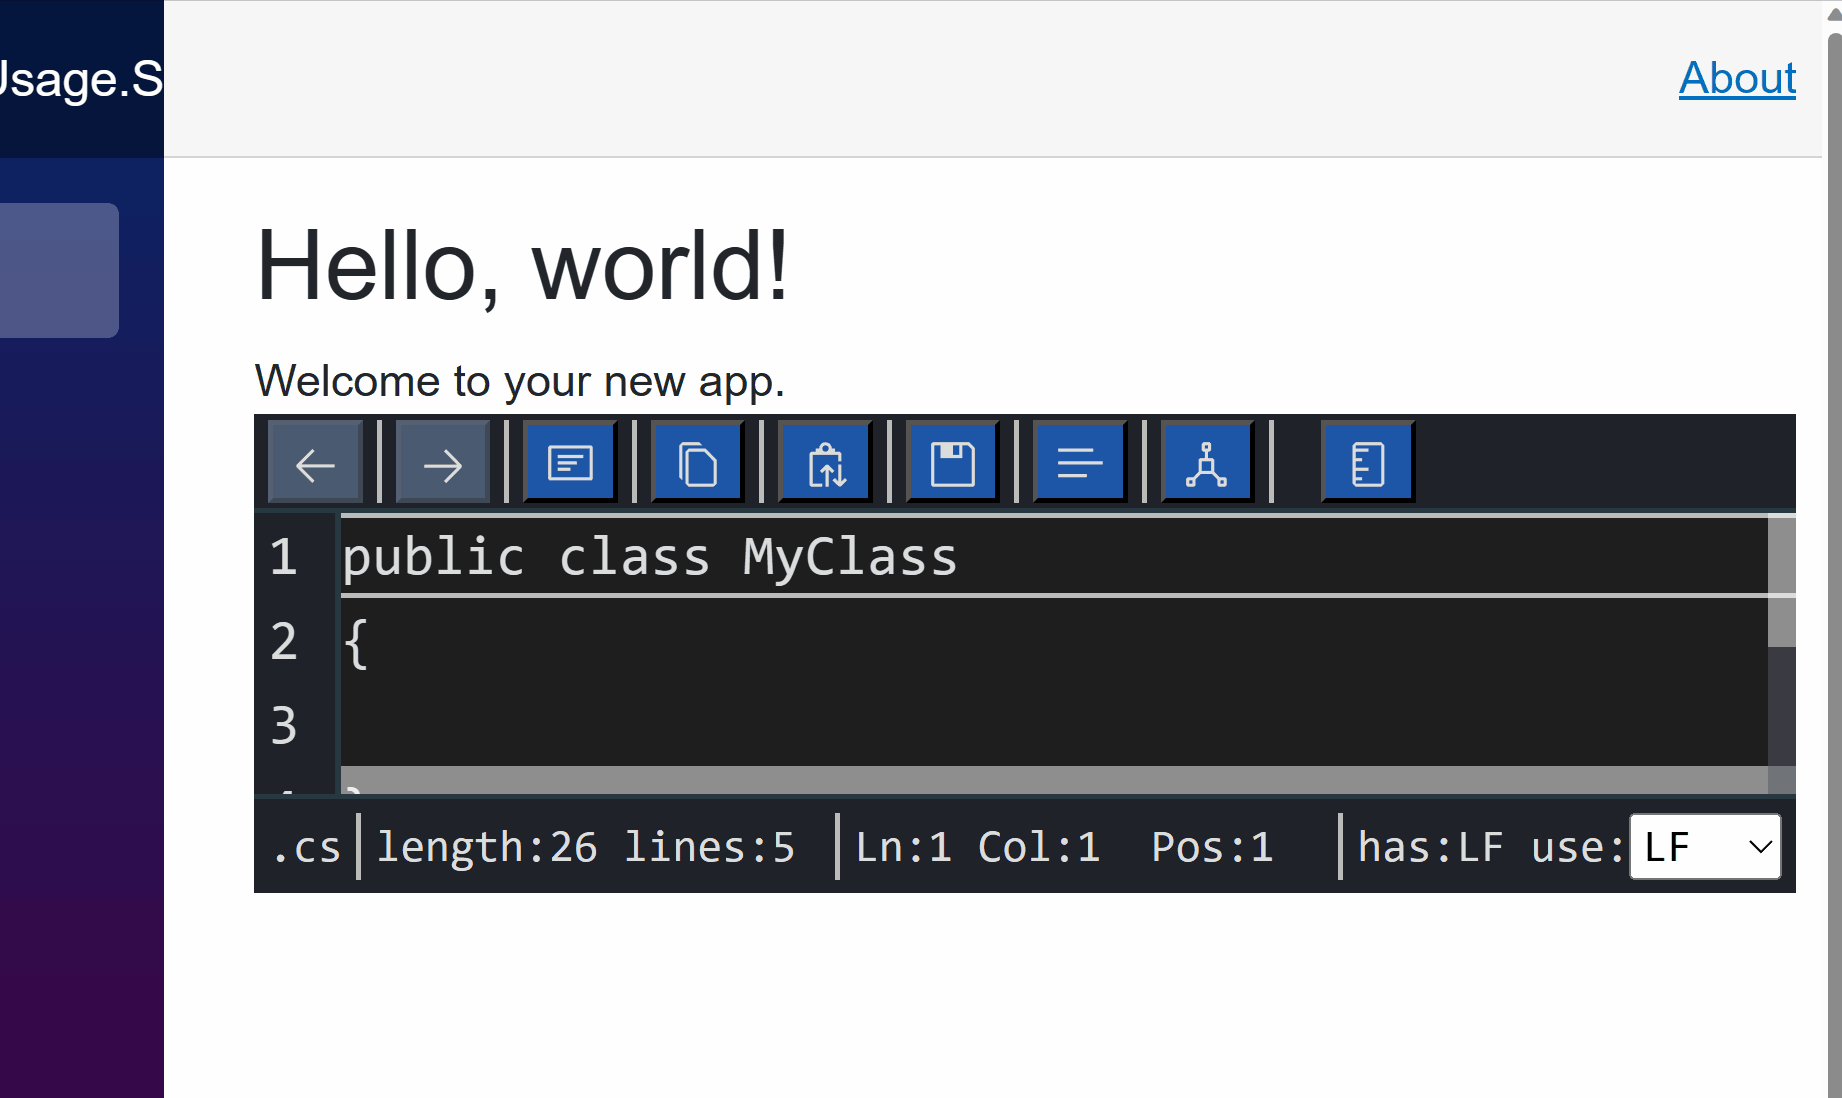 Usage.S
About
Hello, world!
Welcome to your new app.
1 public class MyClass
2 {
3
.cs length:26 lines:5 Ln:1 Col:1 Pos:1 has:LF use: LF